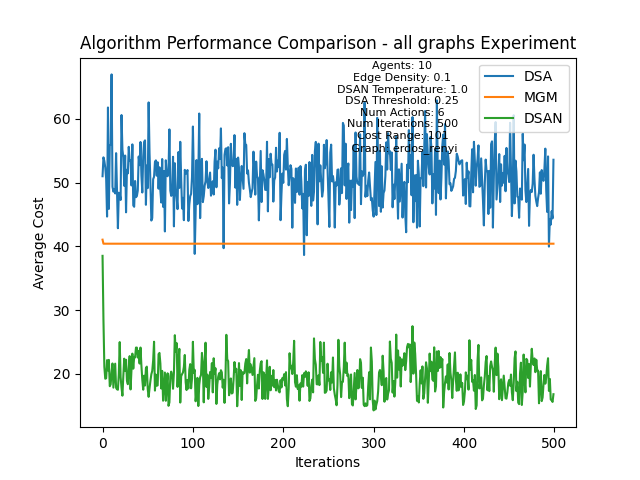 Algorithm Performance Comparison - all graphs Experiment
Agents: 10
Edge Density: 0.1
DSAN Temperature: 1.0
DSA Threshold: 0.25
Num Actions: 6
Num Iterations: 500
Cost Range: 101
Graph_erdos_renyi
DSA
MGM
DSAN
Average Cost
60
50
40
30
20
0
100
200
300
400
500
Iterations